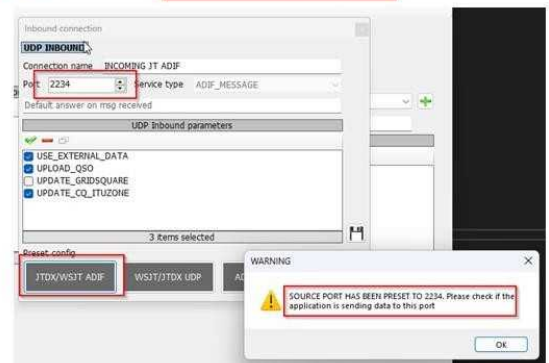 Inbound connection
UDP INBOUND
Connection name INCOMING JT ADIF
Port 2234 Service type ADIF_MESSAGE
Default answer on msg received
UDP Inbound parameters
USE_EXTERNAL_DATA
UPLOAD_QSO
UPDATE_GRIDSQUARE
UPDATE_CQ_ITUZONE
3 items selected
Preset config
JTDX/WSJT ADIF
WSJT/JTDX UDP
WARNING
SOURCE PORT HAS BEEN PRESET TO 2234. Please check if the
application is sending data to this port
OK